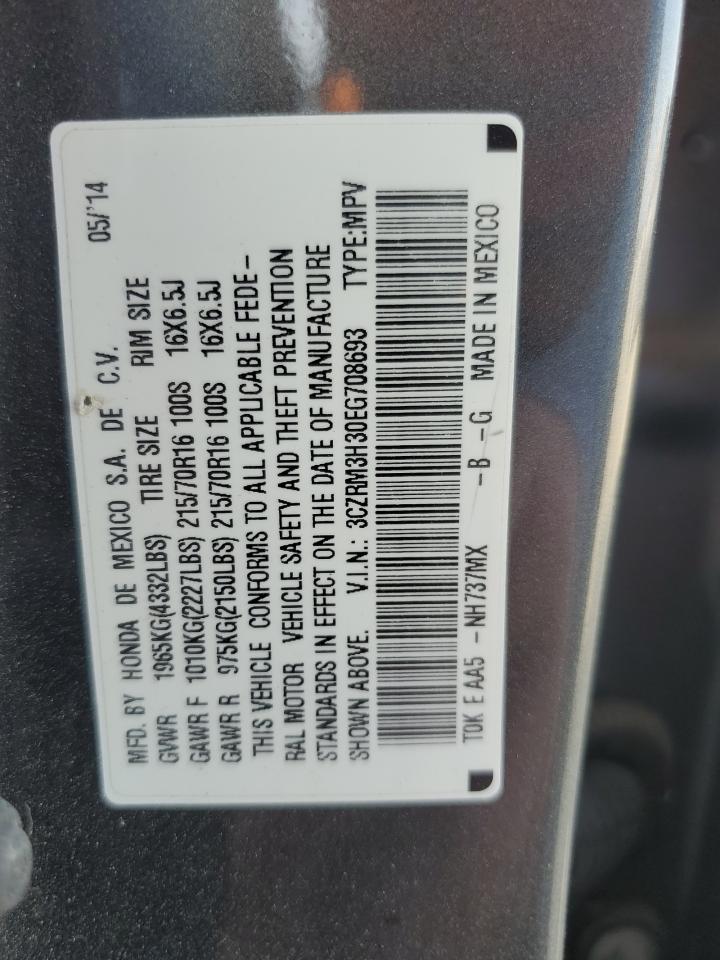 MFD. BY HONDA DE MEXICO S.A. DE C.V. 05/'14
GVWR 1965KG(4332LBS) TIRE SIZE RIM SIZE
GAWR F 1010KG(2227LBS) 215/70R16 100S 16X6.5J
GAWR R 975KG(2150LBS) 215/70R16 100S 16X6.5J
THIS VEHICLE CONFORMS TO ALL APPLICABLE FEDE-
RAL MOTOR VEHICLE SAFETY AND THEFT PREVENTION
STANDARDS IN EFFECT ON THE DATE OF MANUFACTURE
SHOWN ABOVE. V.I.N.: 3CZRM3H30EG708693 TYPE:MPV
T0K E AA5 -NH737MX -B -G MADE IN MEXICO